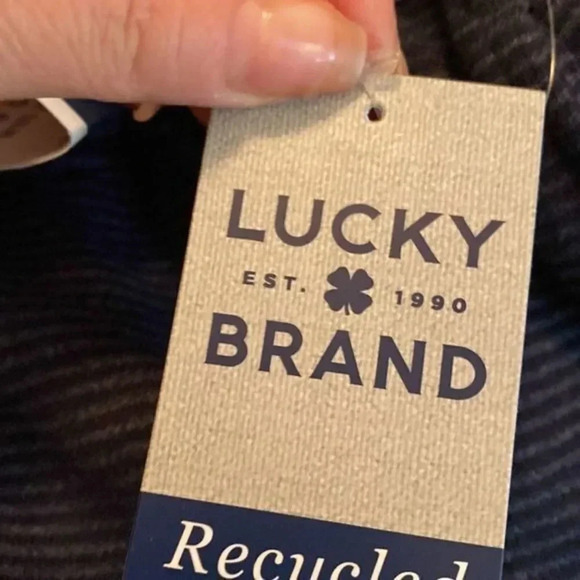 LUCKY
EST. 1990
BRAND
Recycled